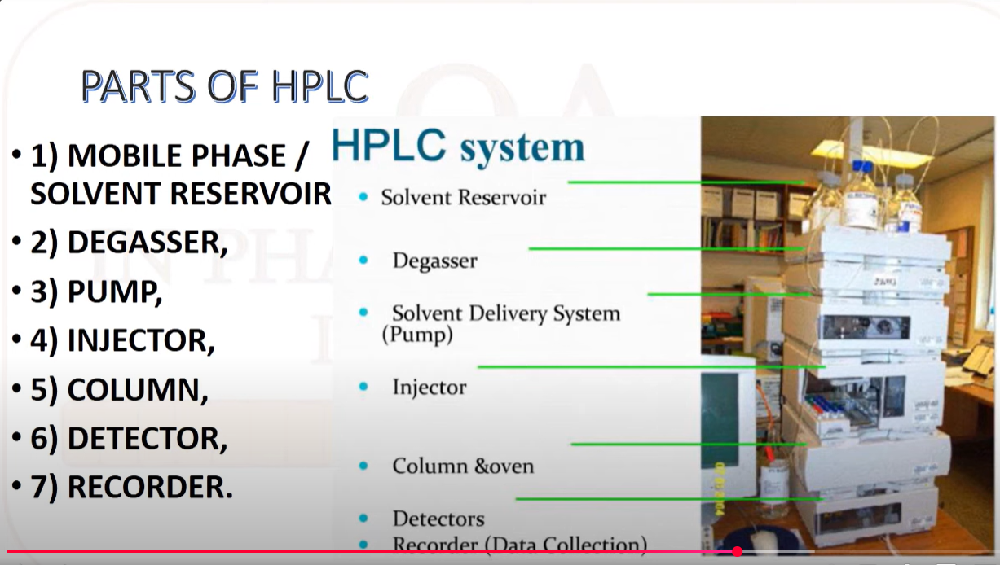 PARTS OF HPLC
• 1) MOBILE PHASE /
SOLVENT RESERVOIR
• 2) DEGASSER,
• 3) PUMP,
• 4) INJECTOR,
• 5) COLUMN,
• 6) DETECTOR,
• 7) RECORDER.
HPLC system
• Solvent Reservoir
• Degasser
• Solvent Delivery System
(Pump)
• Injector
• Column &oven
• Detectors
• Recorder (Data Collection)